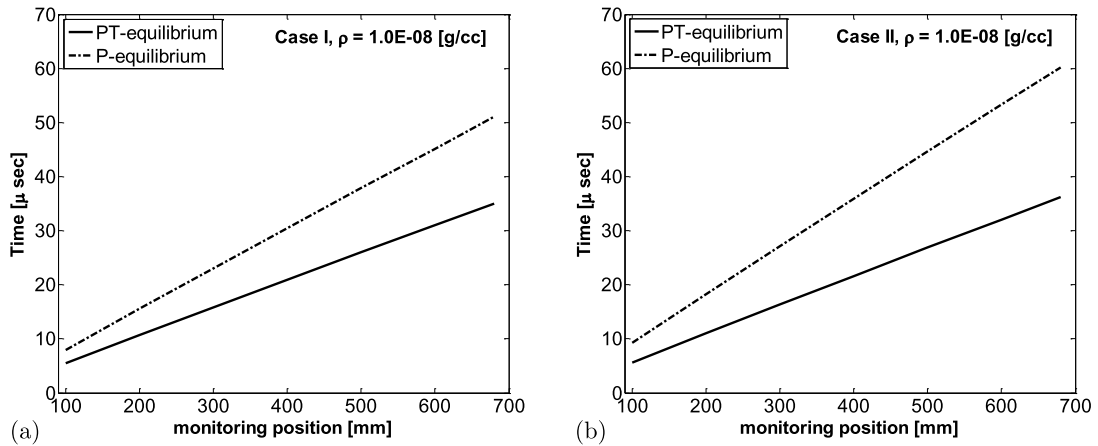 PT-equilibrium
P-equilibrium
Case I, ρ = 1.0E-08 [g/cc]
70
60
50
40
30
20
10
0
Time [μ sec]
100 200 300 400 500 600 700
monitoring position [mm]
(a)
PT-equilibrium
P-equilibrium
Case II, ρ = 1.0E-08 [g/cc]
70
60
50
40
30
20
10
0
Time [μ sec]
100 200 300 400 500 600 700
monitoring position [mm]
(b)